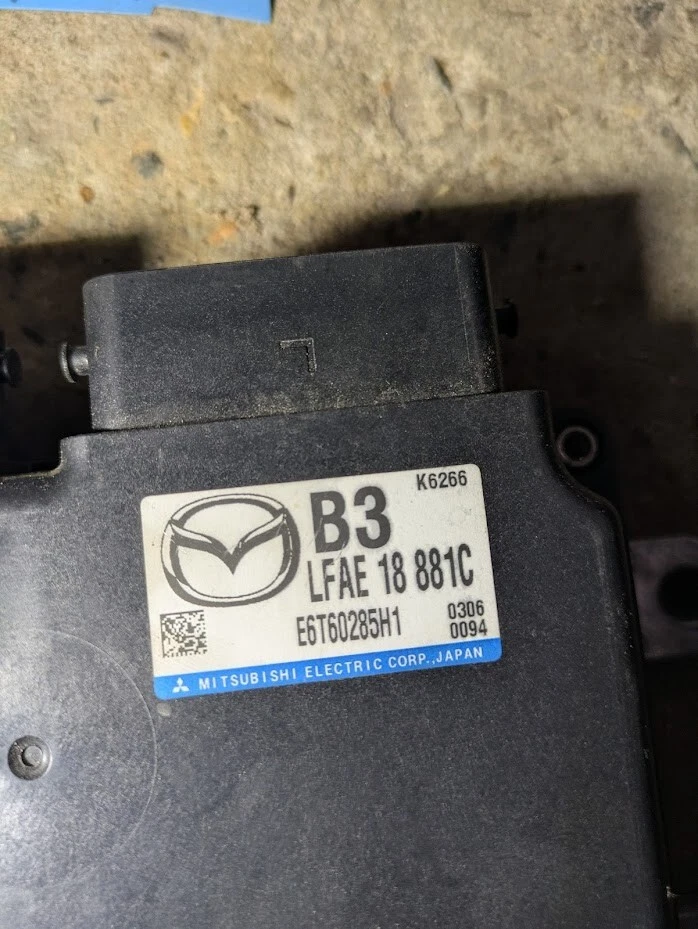 K6266
B3
LFAE 18 881C
E6T60285H1
0306
0094
MITSUBISHI ELECTRIC CORP.,JAPAN